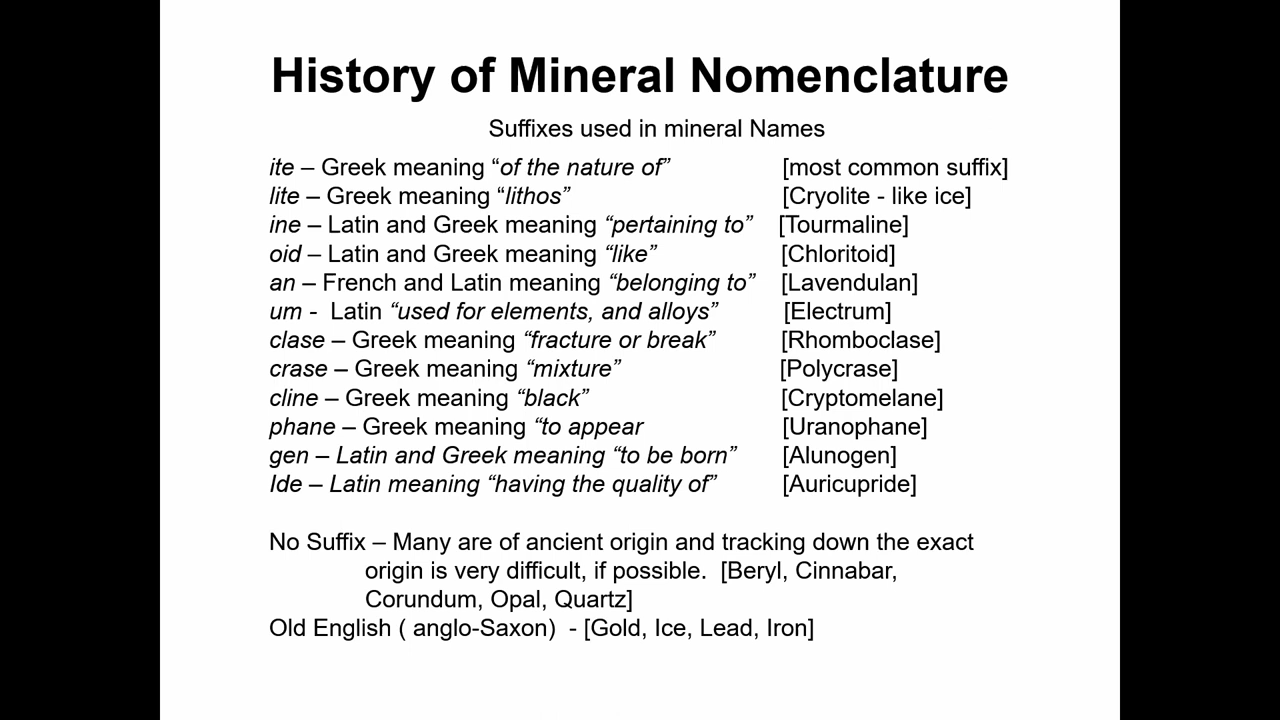 History of Mineral Nomenclature
Suffixes used in mineral Names
ite – Greek meaning “of the nature of” [most common suffix]
lite – Greek meaning “lithos” [Cryolite - like ice]
ine – Latin and Greek meaning “pertaining to” [Tourmaline]
oid – Latin and Greek meaning “like” [Chloritoid]
an – French and Latin meaning “belonging to” [Lavendulan]
um - Latin “used for elements, and alloys” [Electrum]
clase – Greek meaning “fracture or break” [Rhomboclase]
crase – Greek meaning “mixture” [Polycrase]
cline – Greek meaning “black” [Cryptomelane]
phane – Greek meaning “to appear [Uranophane]
gen – Latin and Greek meaning “to be born” [Alunogen]
Ide – Latin meaning “having the quality of” [Auricupride]
No Suffix – Many are of ancient origin and tracking down the exact
origin is very difficult, if possible. [Beryl, Cinnabar,
Corundum, Opal, Quartz]
Old English ( anglo-Saxon) - [Gold, Ice, Lead, Iron]